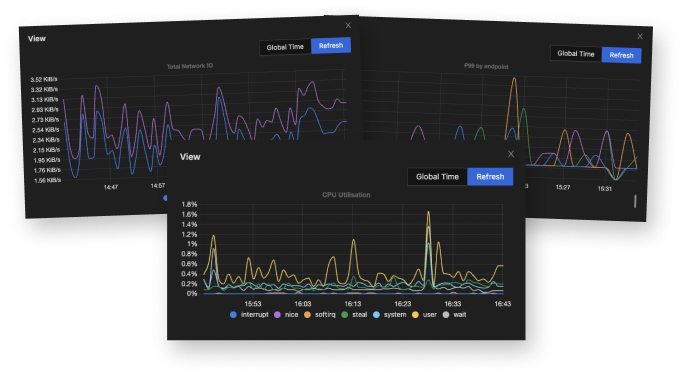 View
X
Global Time Refresh
Total Network IO
3.52 KiB/s
3.32 KiB/s
3.13 KiB/s
2.93 KiB/s
2.73 KiB/s
2.54 KiB/s
2.34 KiB/s
2.15 KiB/s
1.95 KiB/s
1.76 KiB/s
1.56 KiB/s
14:47 14:57
X
Global Time Refresh
P99 by endpoint
15:27 15:31
View
X
Global Time Refresh
CPU Utilisation
1.8%
1.6%
1.4%
1.2%
1%
0.8%
0.6%
0.4%
0.2%
0%
15:53 16:03 16:13 16:23 16:33 16:43
interrupt nice softirq steal system user wait